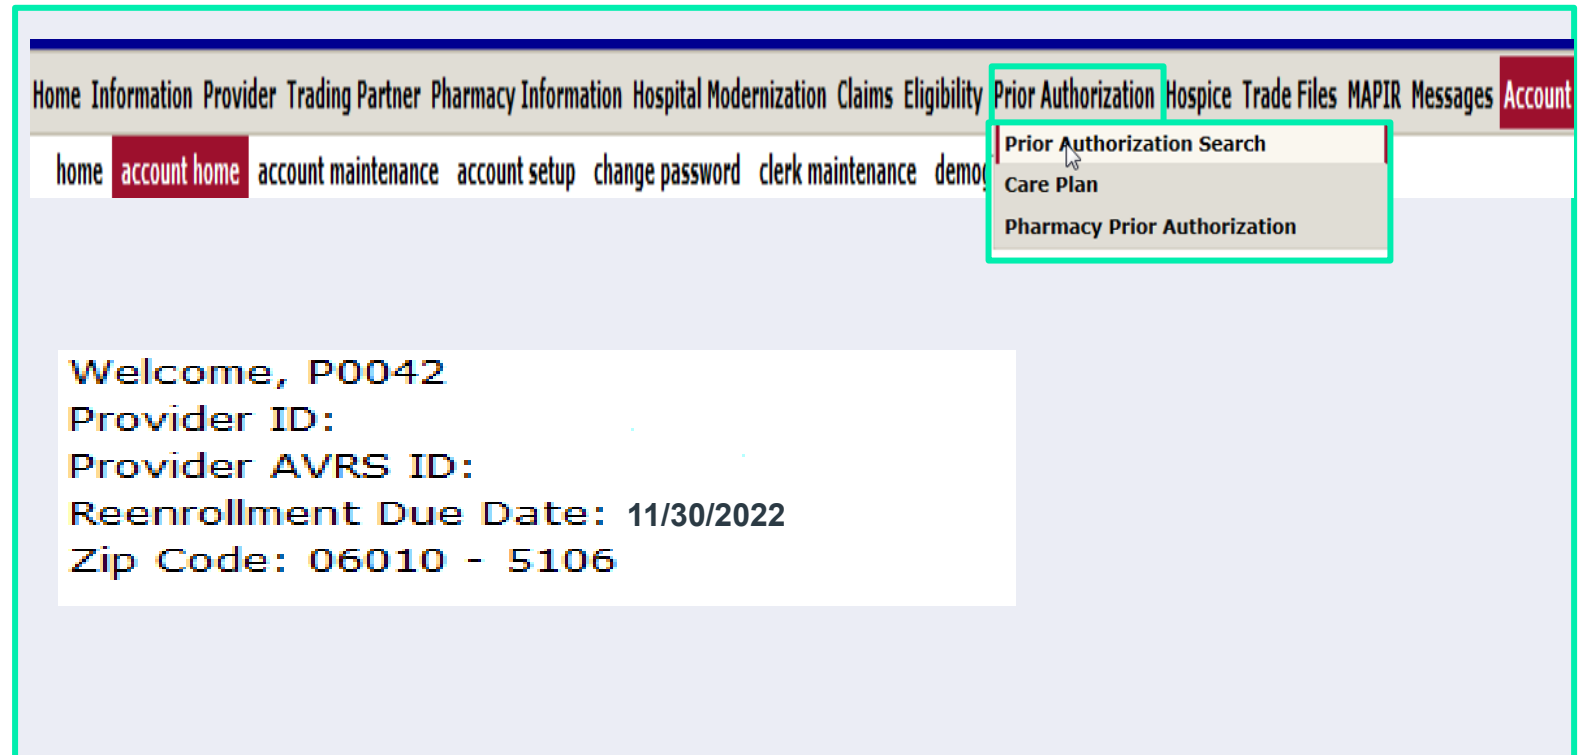 Home Information Provider Trading Partner Pharmacy Information Hospital Modernization Claims Eligibility Prior Authorization Hospice Trade Files MAPIR Messages Account
home account home account maintenance account setup change password clerk maintenance
Prior Authorization Search
Care Plan
Pharmacy Prior Authorization
Welcome, P0042
Provider ID:
Provider AVRS ID:
Reenrollment Due Date: 11/30/2022
Zip Code: 06010 - 5106